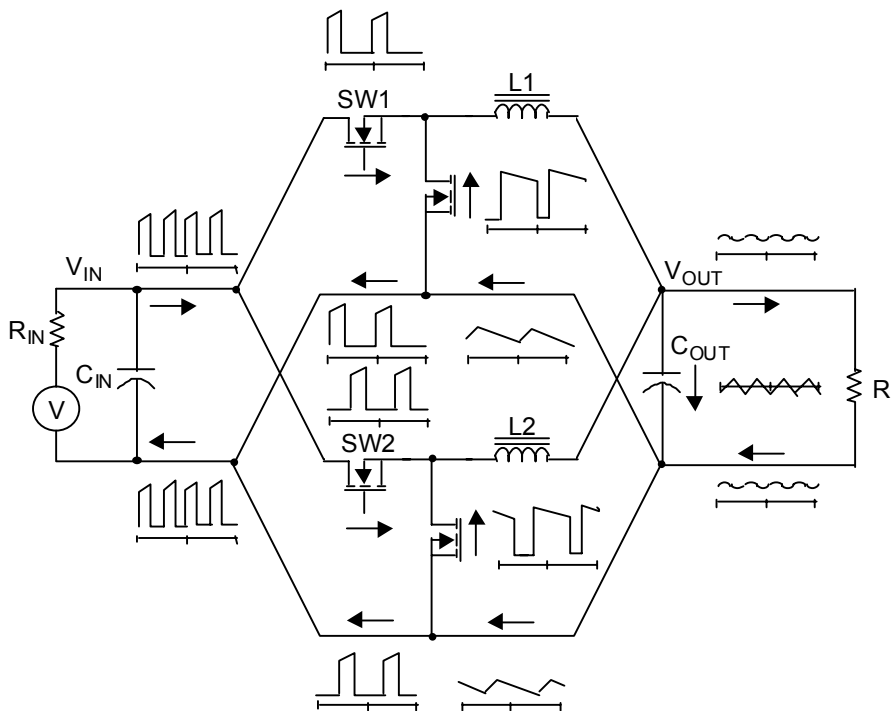 SW1
L1
V_IN
V_OUT
R_IN
C_IN
C_OUT
V
R
SW2
L2